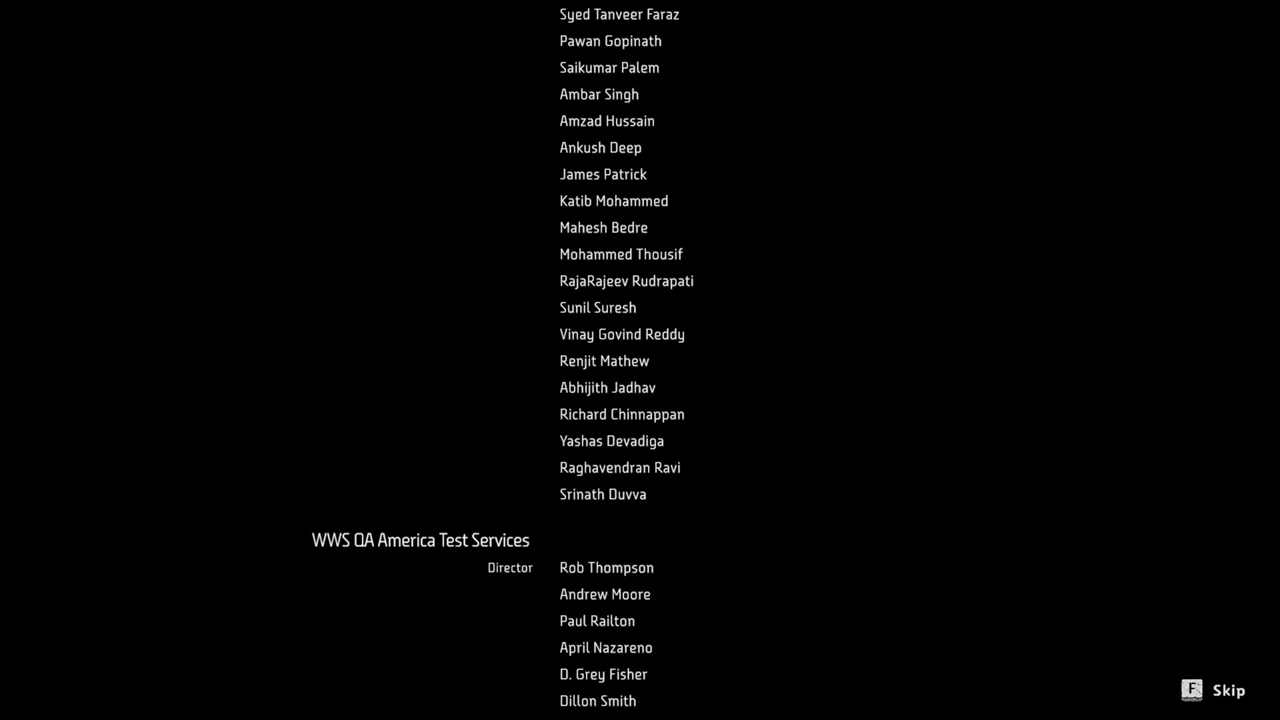 Syed Tanveer Faraz
Pawan Gopinath
Saikumar Palem
Ambar Singh
Amzad Hussain
Ankush Deep
James Patrick
Katib Mohammed
Mahesh Bedre
Mohammed Thousif
RajaRajeev Rudrapati
Sunil Suresh
Vinay Govind Reddy
Renjit Mathew
Abhijith Jadhav
Richard Chinnappan
Yashas Devadiga
Raghavendran Ravi
Srinath Duvva
WWS QA America Test Services
Director Rob Thompson
Andrew Moore
Paul Railton
April Nazareno
D. Grey Fisher
Dillon Smith
F Skip